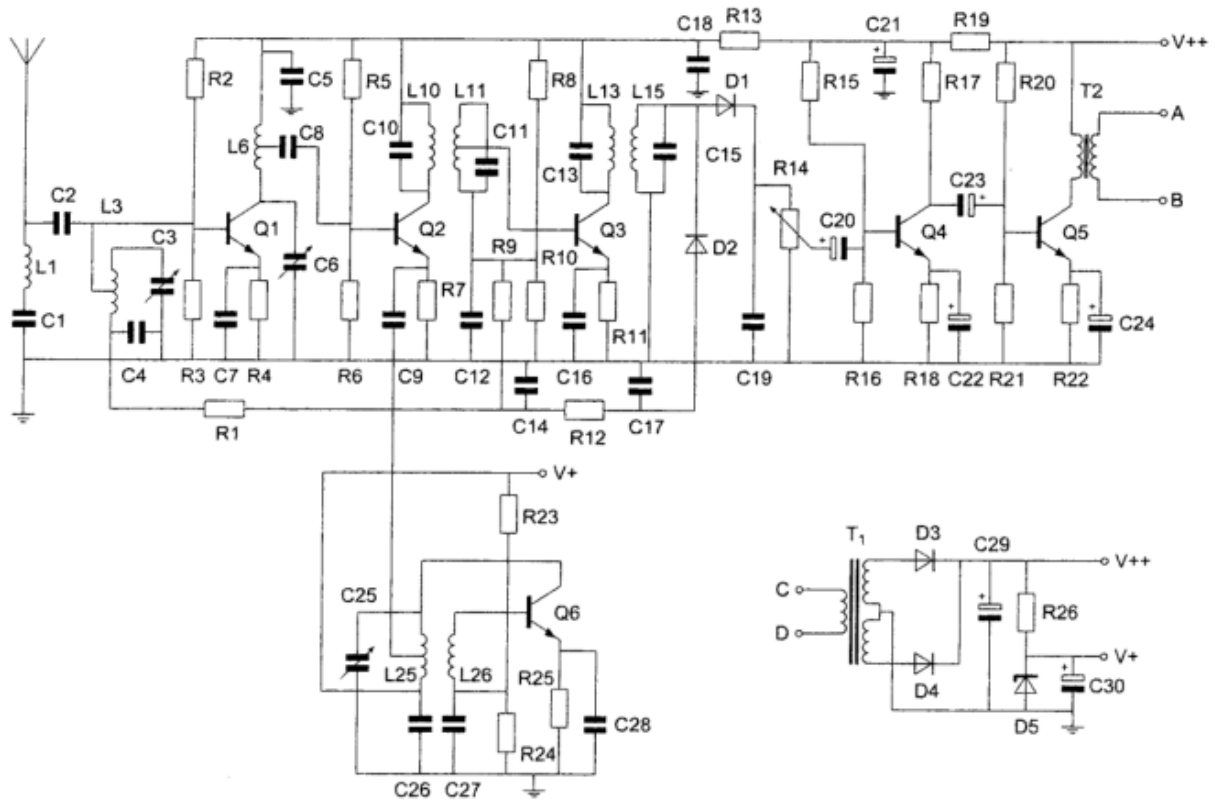 C18
R13
C21
R19
V++
R2
C5
R5
L10
L11
R8
L13
L15
D1
R15
R17
R20
T2
C8
C10
C11
A
L6
C13
C15
R14
C23
B
C2
L3
C3
Q1
C6
Q2
R9
R10
Q3
D2
C20
Q4
Q5
L1
R7
C1
R11
C24
C4
R3
C7
R4
R6
C9
C12
C16
C19
R16
R18
C22
R21
R22
R1
C14
R12
C17
V+
R23
T1
D3
C29
V++
C25
Q6
C
R26
D
L25
L26
R25
V+
D4
C30
R24
C28
D5
C26
C27
+
+
+
+
+
+
+